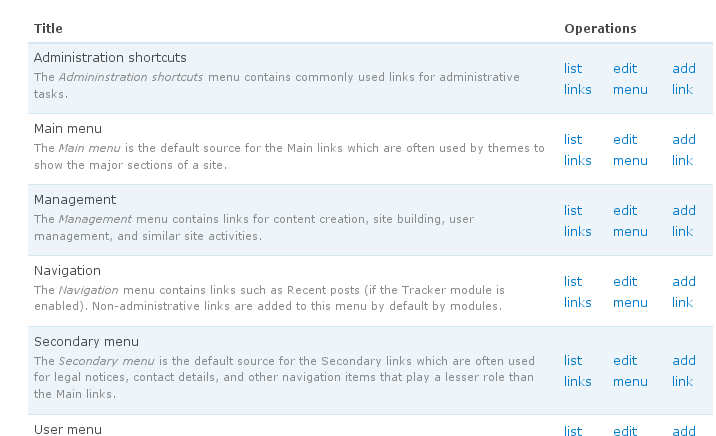 Title Operations
Administration shortcuts
The Admininstration shortcuts menu contains commonly used links for administrative
tasks.
list edit add
links menu link
Main menu
The Main menu is the default source for the Main links which are often used by themes to
show the major sections of a site.
list edit add
links menu link
Management
The Management menu contains links for content creation, site building, user
management, and similar site activities.
list edit add
links menu link
Navigation
The Navigation menu contains links such as Recent posts (if the Tracker module is
enabled). Non-administrative links are added to this menu by default by modules.
list edit add
links menu link
Secondary menu
The Secondary menu is the default source for the Secondary links which are often used
for legal notices, contact details, and other navigation items that play a lesser role than
the Main links.
list edit add
links menu link
User menu
list edit add